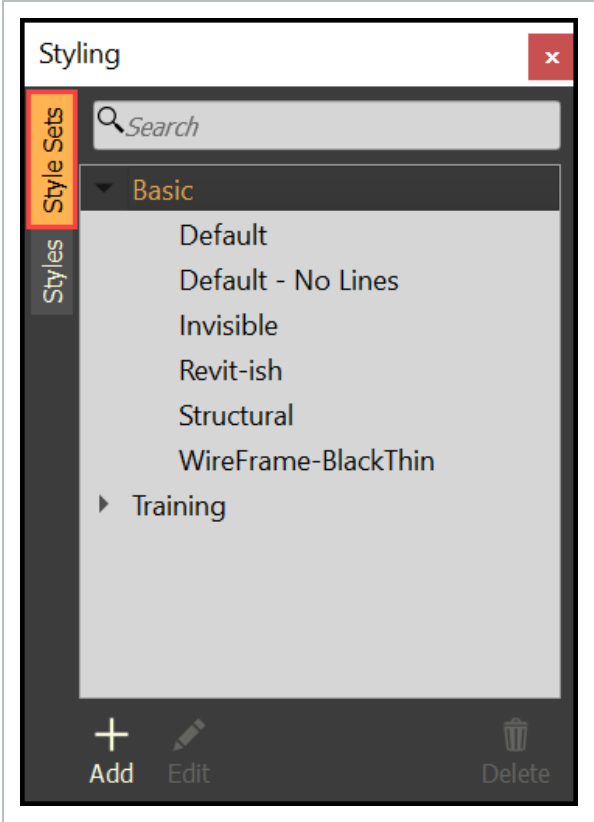 Styling
x
Style Sets
Styles
Search
Basic
Default
Default - No Lines
Invisible
Revit-ish
Structural
WireFrame-BlackThin
Training
Add
Edit
Delete